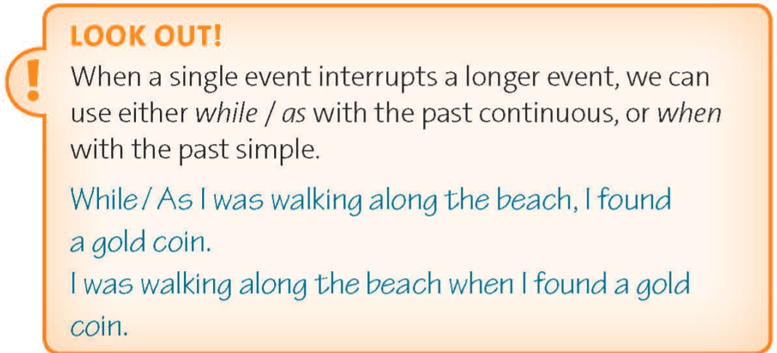 LOOK OUT!
!
When a single event interrupts a longer event, we can
use either while / as with the past continuous, or when
with the past simple.
While / As I was walking along the beach, I found
a gold coin.
I was walking along the beach when I found a gold
coin.